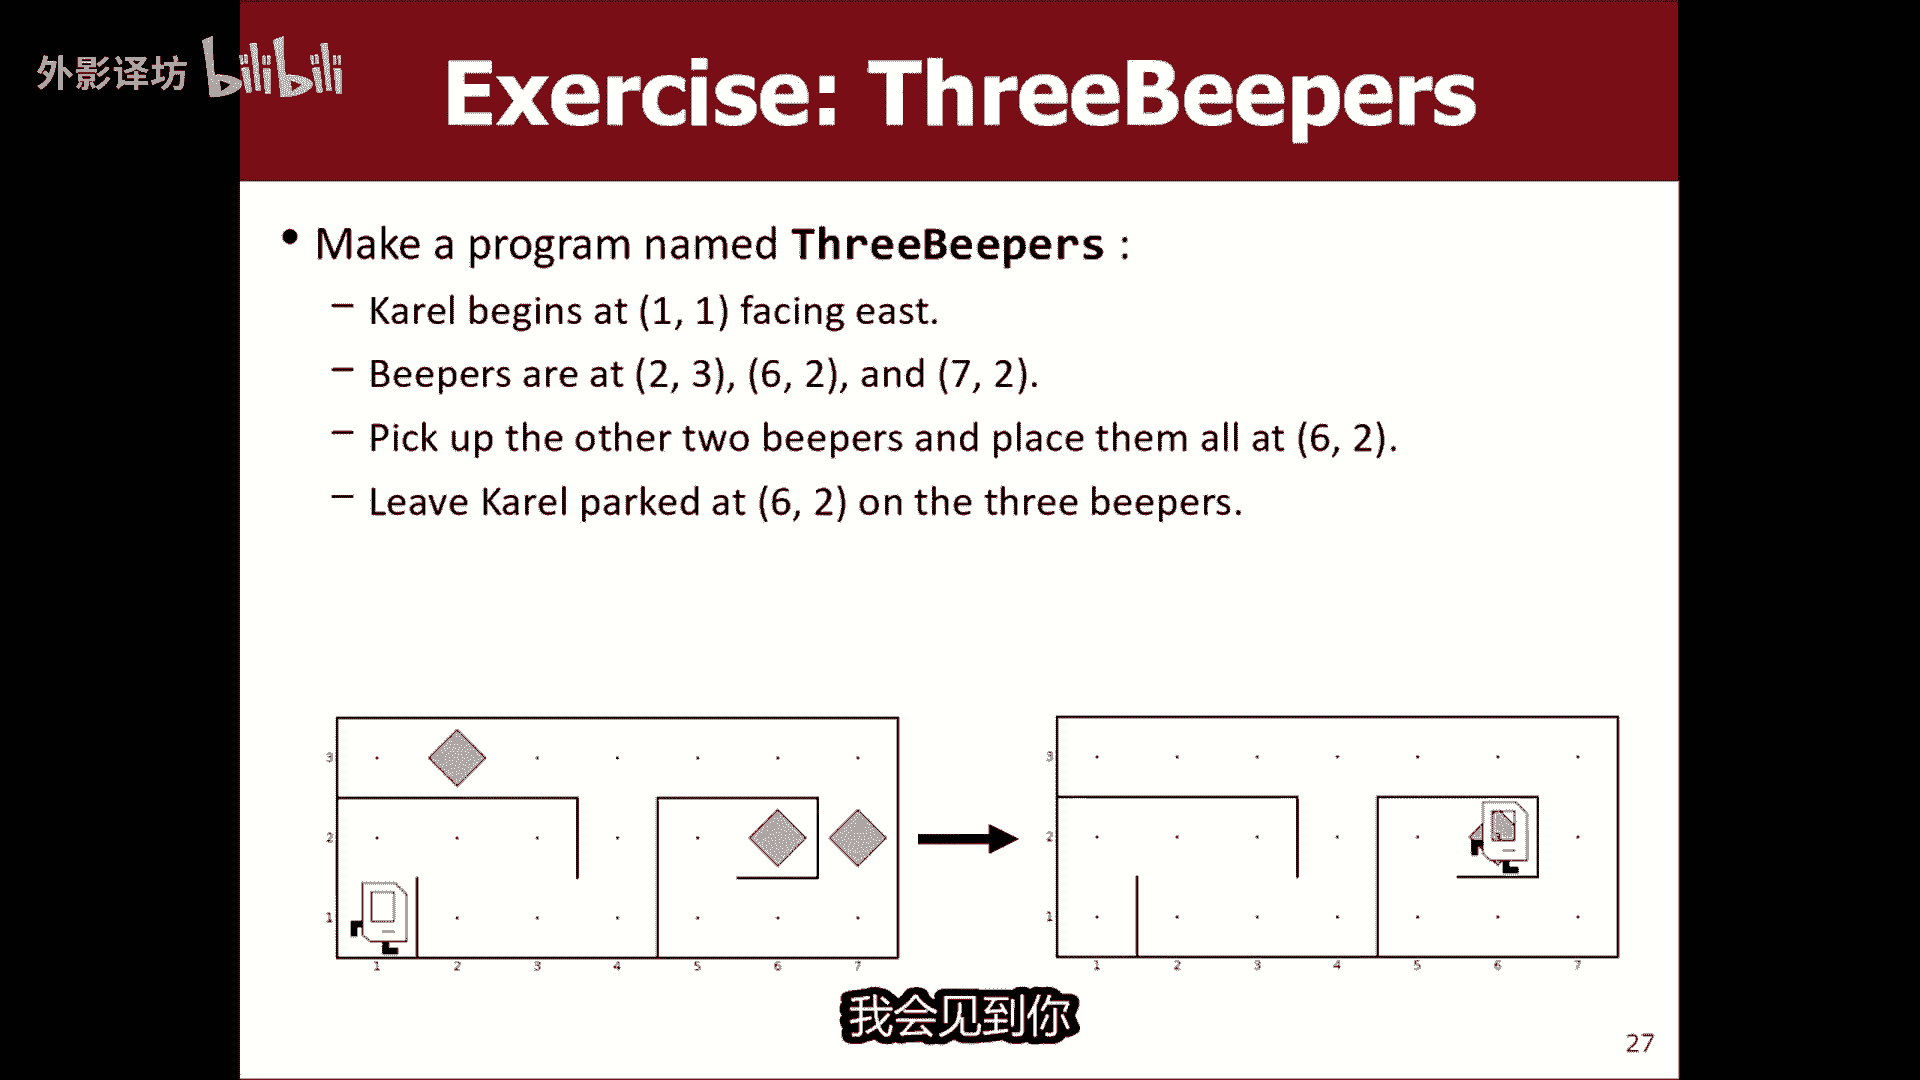 外影译坊 bilibili
Exercise: ThreeBeepers
• Make a program named ThreeBeepers :
– Karel begins at (1, 1) facing east.
– Beepers are at (2, 3), (6, 2), and (7, 2).
– Pick up the other two beepers and place them all at (6, 2).
– Leave Karel parked at (6, 2) on the three beepers.
3
2
1
1 2 3 4 5 6 7
3
2
1
1 2 3 4 5 6 7
我会见到你
27